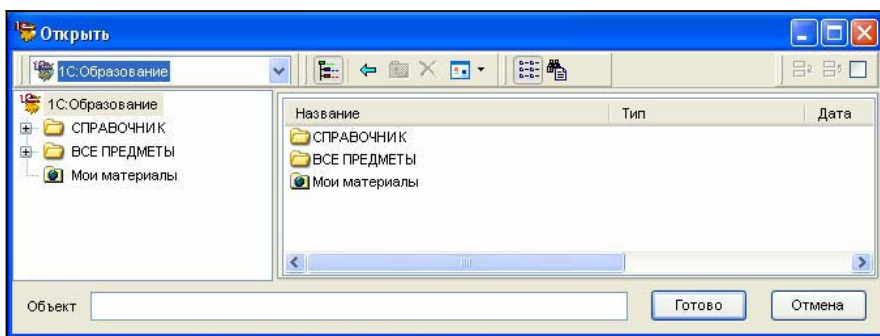 Открыть
1С:Образование
1С:Образование
СПРАВОЧНИК
ВСЕ ПРЕДМЕТЫ
Мои материалы
Название Тип Дата
СПРАВОЧНИК
ВСЕ ПРЕДМЕТЫ
Мои материалы
Объект Готово Отмена